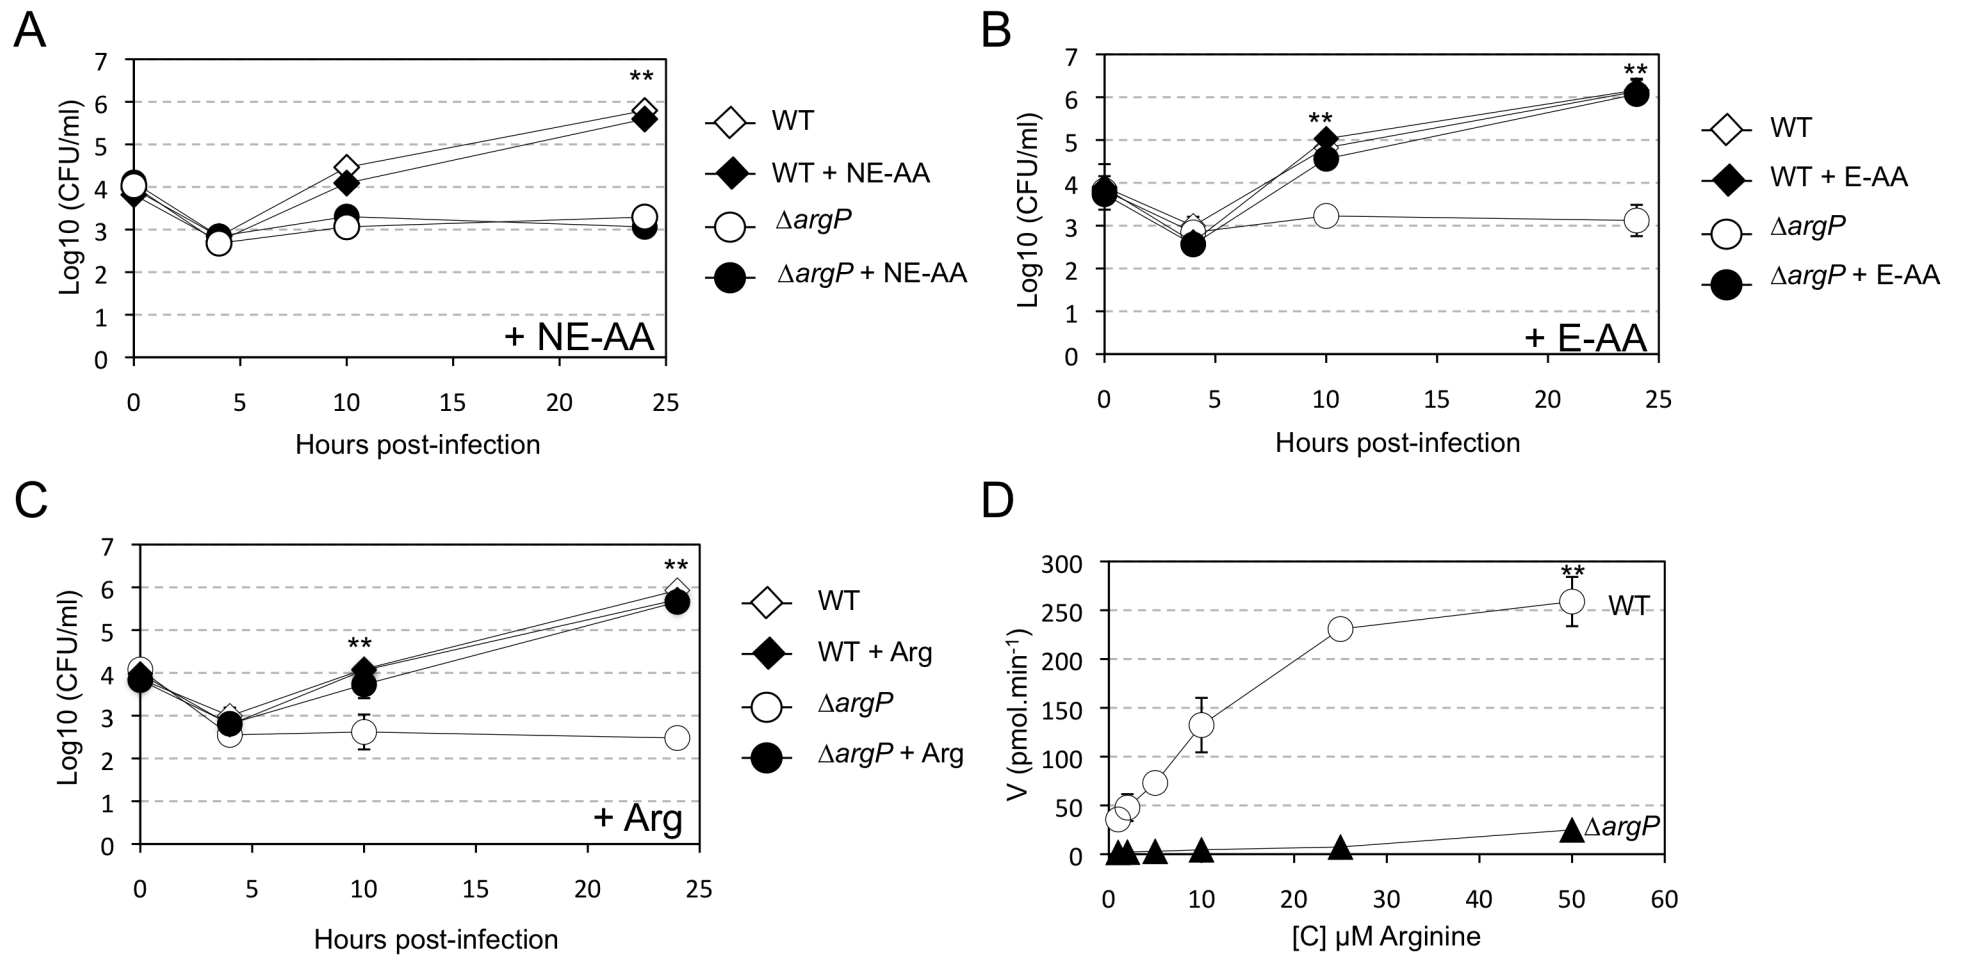 A
7
6
5
4
3
2
1
0
Log10 (CFU/ml)
**
+ NE-AA
0 5 10 15 20 25
Hours post-infection
WT
WT + NE-AA
ΔargP
ΔargP + NE-AA
B
7
6
5
4
3
2
1
0
Log10 (CFU/ml)
**
**
+ E-AA
0 5 10 15 20 25
Hours post-infection
WT
WT + E-AA
ΔargP
ΔargP + E-AA
C
7
6
5
4
3
2
1
0
Log10 (CFU/ml)
**
**
+ Arg
0 5 10 15 20 25
Hours post-infection
WT
WT + Arg
ΔargP
ΔargP + Arg
D
300
250
200
150
100
50
0
V (pmol.min⁻¹)
**
WT
ΔargP
0 10 20 30 40 50 60
[C] µM Arginine